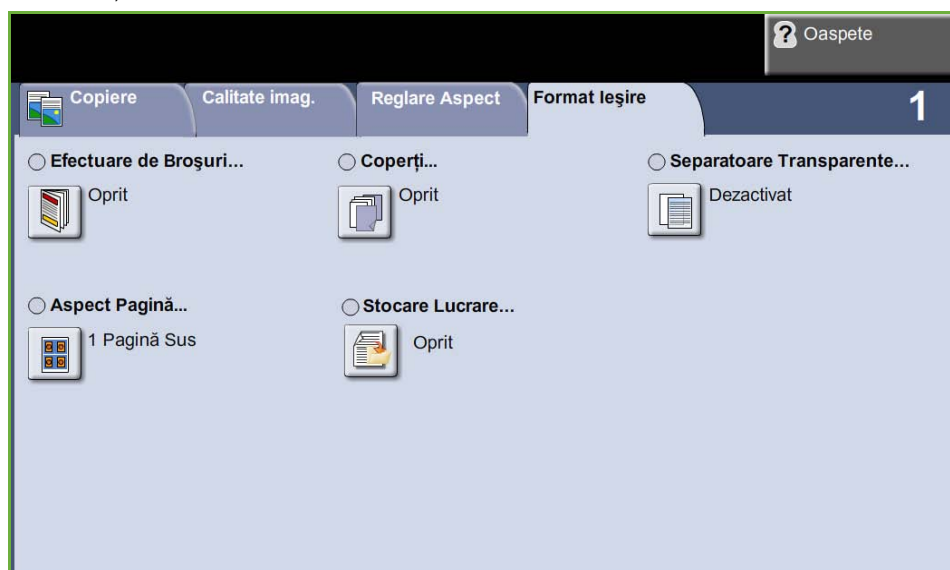 Oaspete
Copiere
Calitate imag.
Reglare Aspect
Format Ieşire
1
Efectuare de Broşuri...
Oprit
Coperți...
Oprit
Separatoare Transparente...
Dezactivat
Aspect Pagină...
1 Pagină Sus
Stocare Lucrare...
Oprit